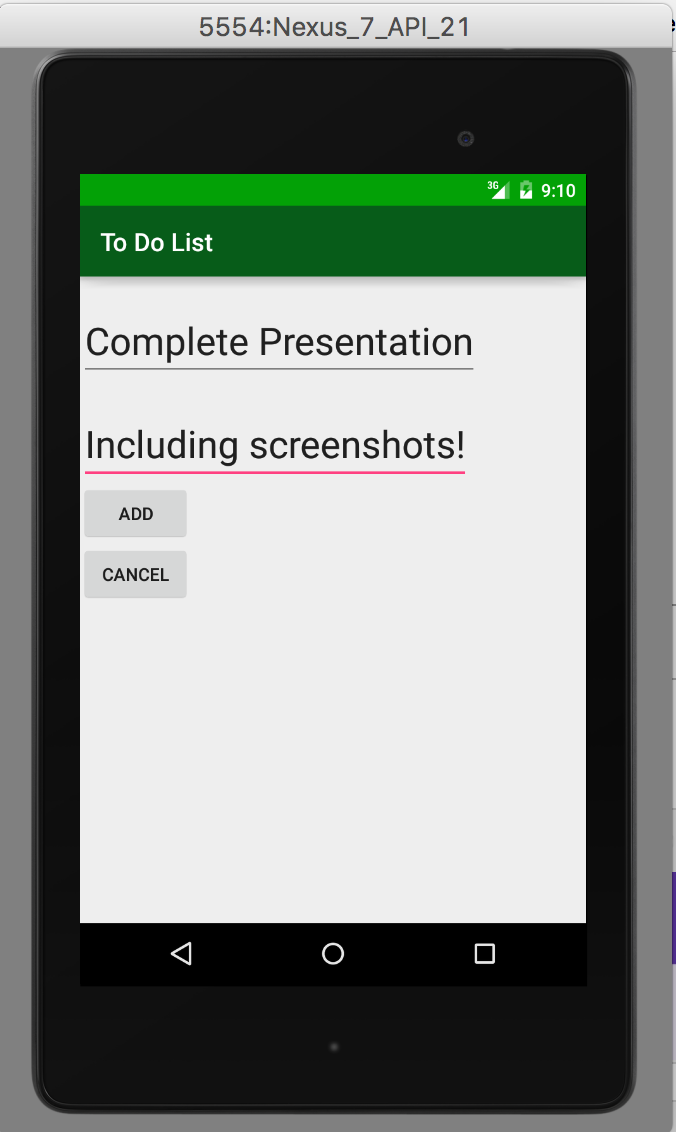 5554:Nexus_7_API_21
3G 9:10
To Do List
Complete Presentation
Including screenshots!
ADD
CANCEL